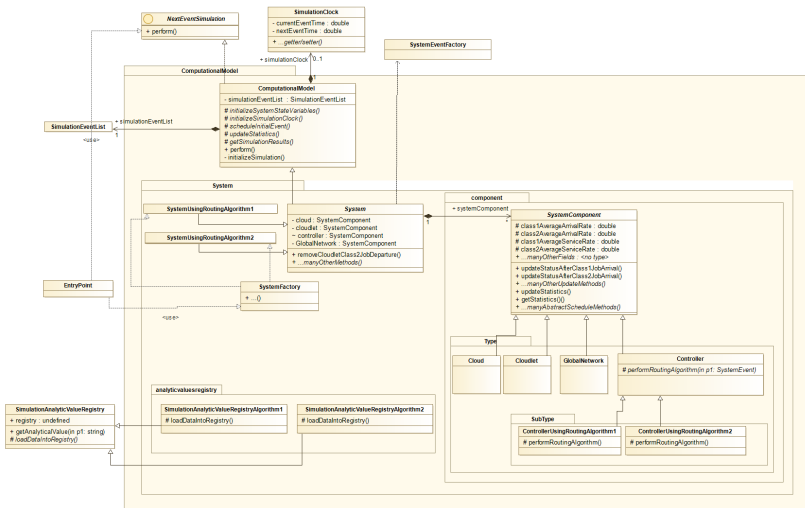 NextEventSimulation
+ perform()
SimulationClock
- currentEventTime : double
- nextEventTime : double
+ ...getter/setter()
SystemEventFactory
+ simulationClock
0..1
1
ComputationalModel
ComputationalModel
- simulationEventList : SimulationEventList
# initializeSystemStateVariables()
# initializeSimulationClock()
# scheduleInitialEvent()
# updateStatistics()
# getSimulationResults()
+ perform()
- initializeSimulation()
SimulationEventList
+ simulationEventList
1
<use>
System
SystemUsingRoutingAlgorithm1
SystemUsingRoutingAlgorithm2
System
- cloud : SystemComponent
- cloudlet : SystemComponent
~ controller : SystemComponent
- GlobalNetwork : SystemComponent
+ removeCloudletClass2JobDeparture()
+ ...manyOtherMethods()
+ systemComponent
1
*
component
SystemComponent
# class1AverageArrivalRate : double
# class2AverageArrivalRate : double
# class1AverageServiceRate : double
# class2AverageServiceRate : double
+ ...manyOtherFields : <no type>
+ updateStatusAfterClass1JobArrival()
+ updateStatusAfterClass2JobArrival()
+ ...manyOtherUpdateMethods()
+ updateStatistics()
+ getStatistics()()
+ ...manyAbstractScheduleMethods()
EntryPoint
SystemFactory
+ ...()
<use>
Type
Cloud
Cloudlet
GlobalNetwork
Controller
# performRoutingAlgorithm(in p1: SystemEvent)
SubType
ControllerUsingRoutingAlgorithm1
# performRoutingAlgorithm()
ControllerUsingRoutingAlgorithm2
# performRoutingAlgorithm()
analyticvaluesregistry
SimulationAnalyticValueRegistry
+ registry : undefined
+ getAnalyticalValue(in p1: string)
# loadDataIntoRegistry()
SimulationAnalyticValueRegistryAlgorithm1
# loadDataIntoRegistry()
SimulationAnalyticValueRegistryAlgorithm2
# loadDataIntoRegistry()